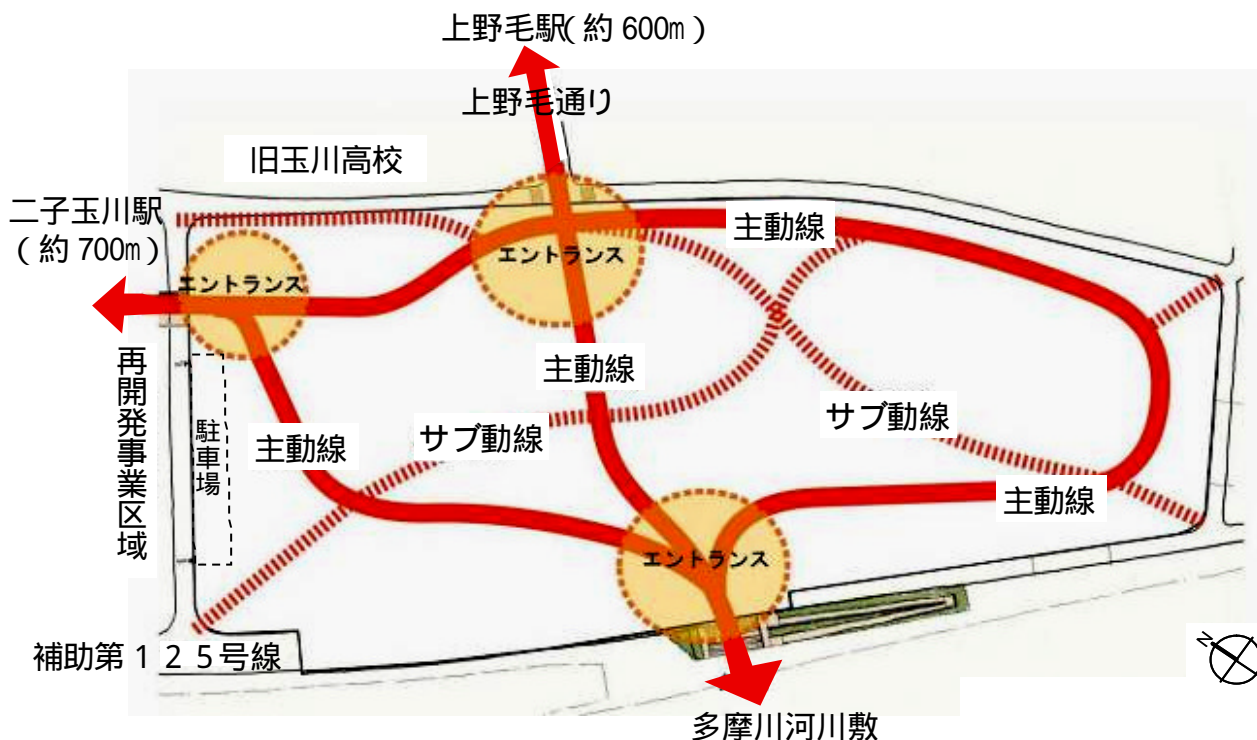 上野毛駅(約600m)
上野毛通り
旧玉川高校
二子玉川駅
(約700m)
主動線
エントランス
エントランス
主動線
再開発事業区域
駐車場
主動線
サブ動線
サブ動線
主動線
エントランス
補助第125号線
多摩川河川敷
N